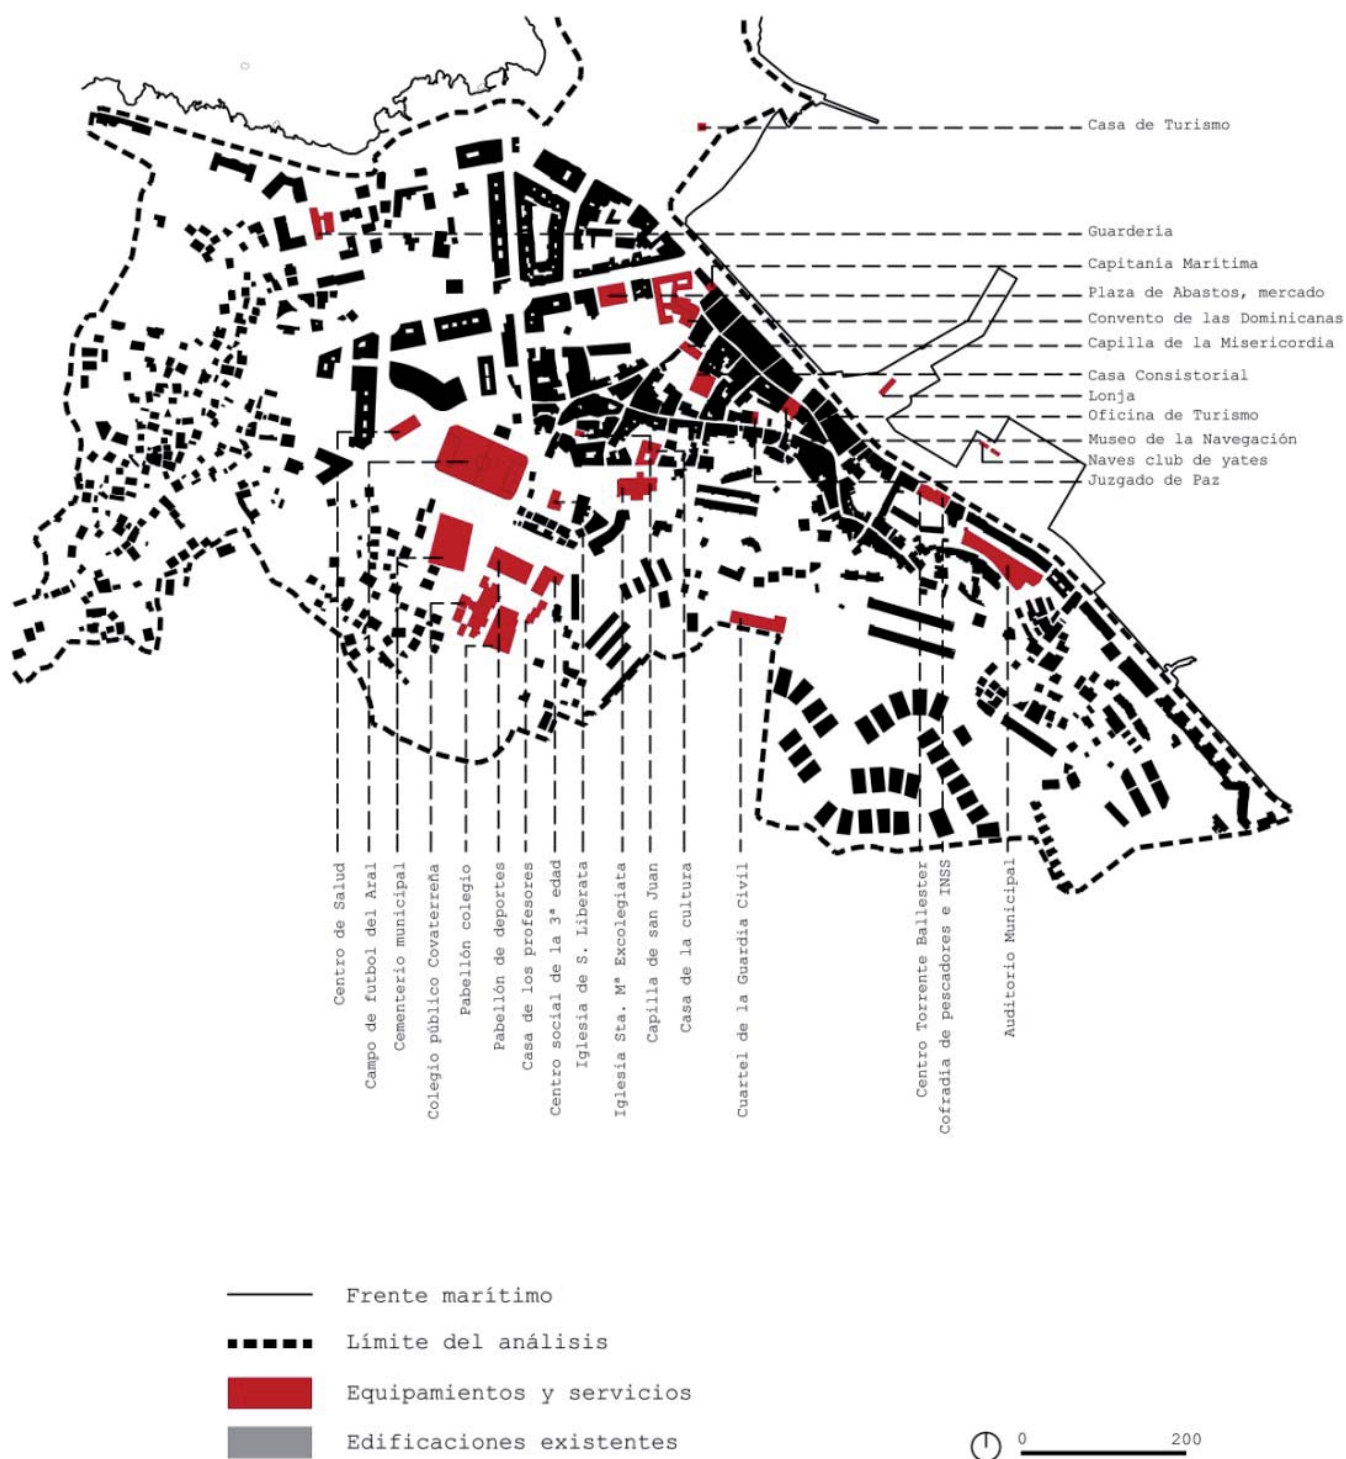 Casa de Turismo
Guarderia
Capitania Maritima
Plaza de Abastos, mercado
Convento de las Dominicanas
Capilla de la Misericordia
Casa Consistorial
Lonja
Oficina de Turismo
Museo de la Navegación
Naves club de yates
Juzgado de Paz
Centro de Salud
Campo de futbol del Aral
Cementerio municipal
Colegio público Covaterreña
Pabellón colegio
Pabellón de deportes
Casa de los profesores
Centro social de la 3ª edad
Iglesia de S. Liberata
Iglesia Sta. Mª Excolegiata
Capilla de san Juan
Casa de la cultura
Cuartel de la Guardia Civil
Centro Torrente Ballester
Cofradia de pescadores e INSS
Auditorio Municipal
Frente marítimo
Límite del análisis
Equipamientos y servicios
Edificaciones existentes
0 200